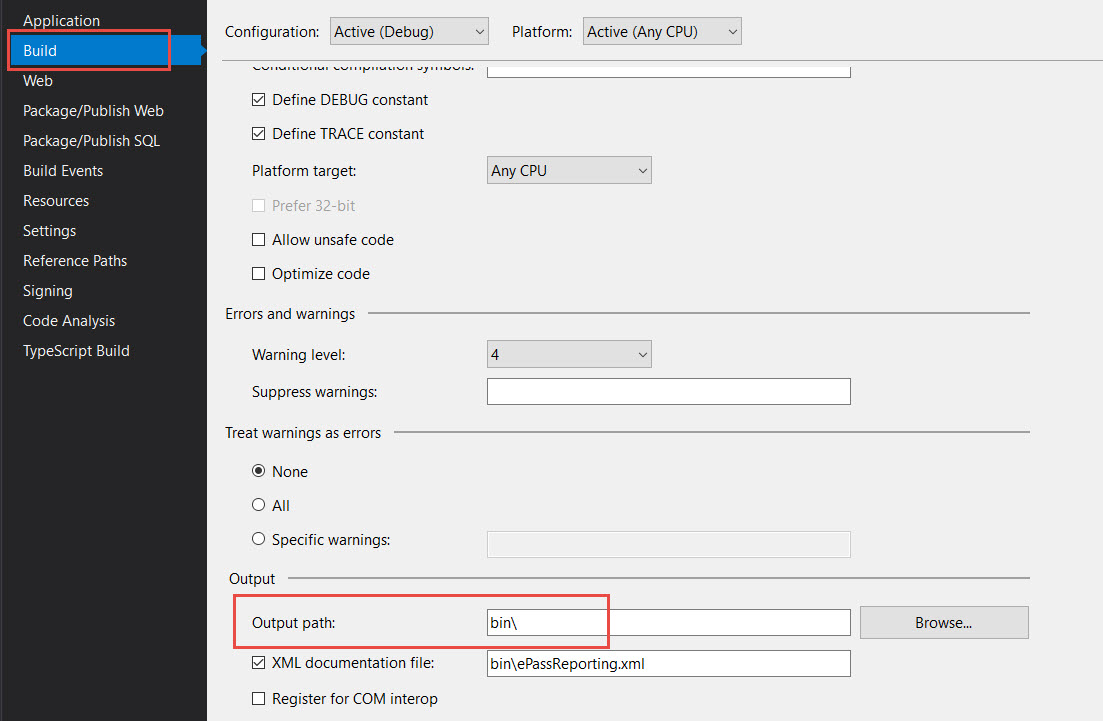 Application
Build
Web
Package/Publish Web
Package/Publish SQL
Build Events
Resources
Settings
Reference Paths
Signing
Code Analysis
TypeScript Build
Configuration: Active (Debug) Platform: Active (Any CPU)
Conditional compilation symbols:
Define DEBUG constant
Define TRACE constant
Platform target: Any CPU
Prefer 32-bit
Allow unsafe code
Optimize code
Errors and warnings
Warning level: 4
Suppress warnings:
Treat warnings as errors
None
All
Specific warnings:
Output
Output path: bin\ Browse...
XML documentation file: bin\ePassReporting.xml
Register for COM interop